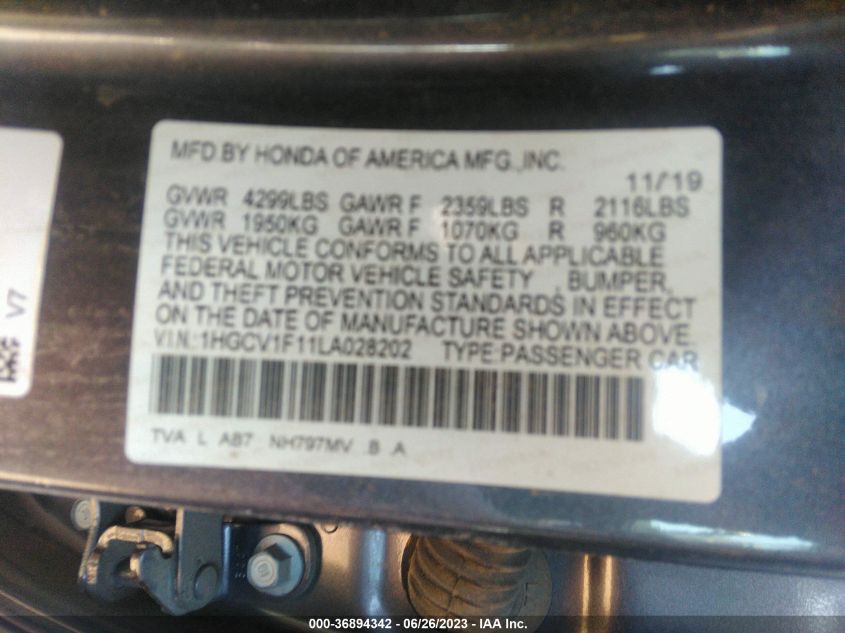 MFD.BY HONDA OF AMERICA MFG.,INC.
11/19
GVWR 4299LBS GAWR F 2359LBS R 2116LBS
GVWR 1950KG GAWR F 1070KG R 960KG
THIS VEHICLE CONFORMS TO ALL APPLICABLE
FEDERAL MOTOR VEHICLE SAFETY , BUMPER,
AND THEFT PREVENTION STANDARDS IN EFFECT
ON THE DATE OF MANUFACTURE SHOWN ABOVE.
V.I.N.:1HGCV1F11LA028202 TYPE:PASSENGER CAR
TVA L AB7 NH797MV B A
V7
000-36894342 / 06/26/2023 - IAA Inc.